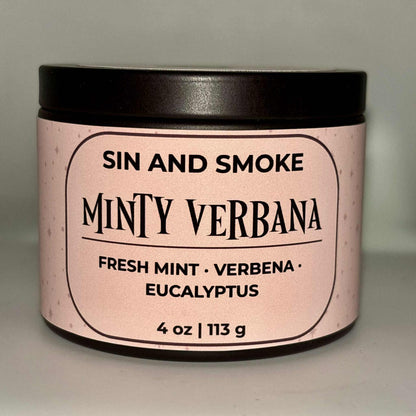 SIN AND SMOKE
MINTY VERBANA
FRESH MINT · VERBENA ·
EUCALYPTUS
4 oz | 113 g